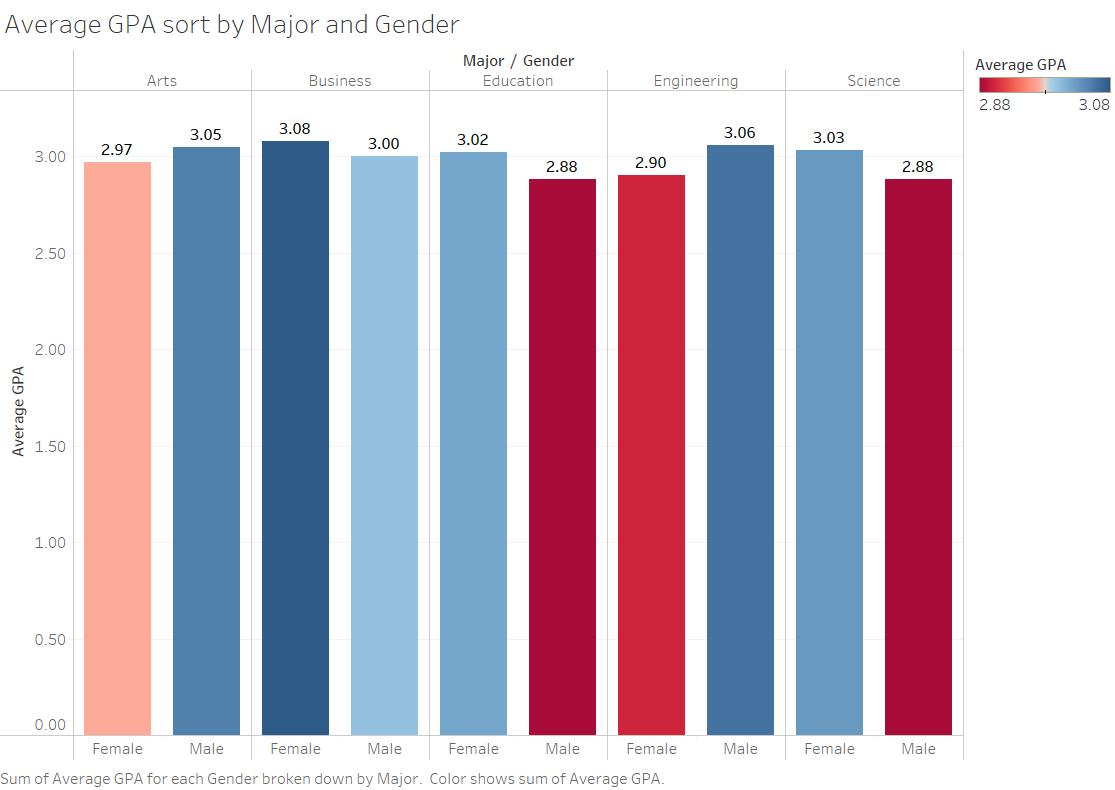 Average GPA sort by Major and Gender
Major / Gender
Arts Business Education Engineering Science
Average GPA
2.88 3.08
2.97 3.05 3.08 3.00 3.02 2.88 2.90 3.06 3.03 2.88
3.00
2.50
2.00
1.50
1.00
0.50
0.00
Average GPA
Female Male Female Male Female Male Female Male Female Male
Sum of Average GPA for each Gender broken down by Major.  Color shows sum of Average GPA.